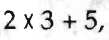 2 x 3 + 5,